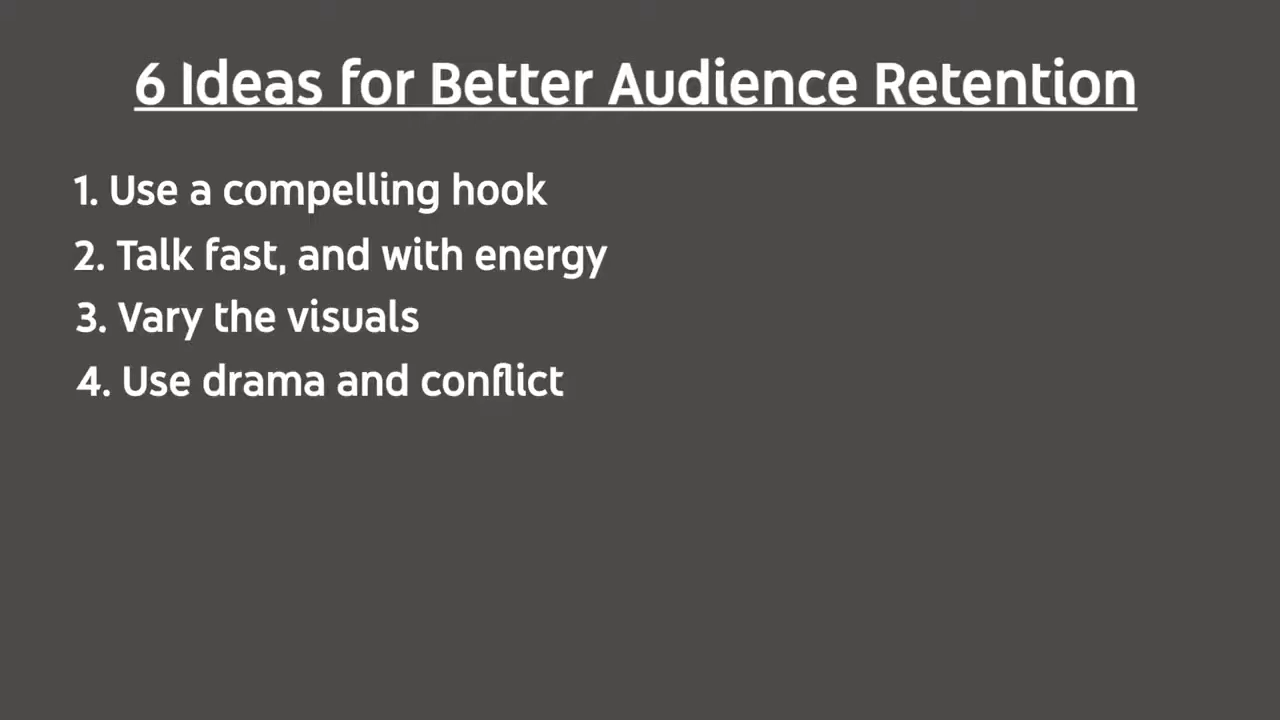 6 Ideas for Better Audience Retention
1. Use a compelling hook
2. Talk fast, and with energy
3. Vary the visuals
4. Use drama and conflict